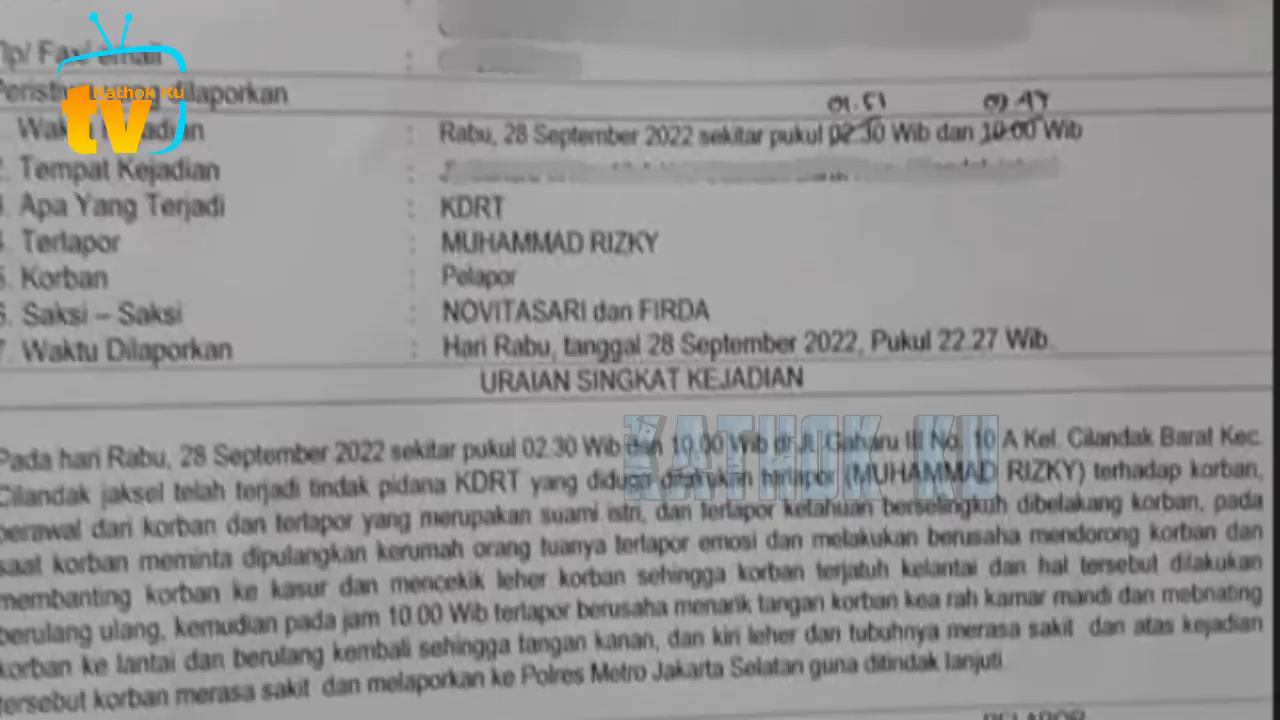 lp/ Fax/ email :
Kathok Ku
tv
Peristiwa yang dilaporkan
01.51
Waktu Kejadian : Rabu, 28 September 2022 sekitar pukul 02.30 Wib dan 10.00 Wib
2. Tempat Kejadian :
3. Apa Yang Terjadi : KDRT
4. Terlapor : MUHAMMAD RIZKY
5. Korban : Pelapor
6. Saksi – Saksi : NOVITASARI dan FIRDA
7. Waktu Dilaporkan : Hari Rabu, tanggal 28 September 2022, Pukul 22.27 Wib
URAIAN SINGKAT KEJADIAN
KATHOK KU
Pada hari Rabu, 28 September 2022 sekitar pukul 02.30 Wib dan 10.00 Wib di Jl. Gaharu III No. 10 A Kel. Cilandak Barat Kec.
Cilandak jaksel telah terjadi tindak pidana KDRT yang diduga dilakukan terlapor (MUHAMMAD RIZKY) terhadap korban,
berawal dari korban dan terlapor yang merupakan suami istri, dan terlapor ketahuan berselingkuh dibelakang korban, pada
saat korban meminta dipulangkan kerumah orang tuanya terlapor emosi dan melakukan berusaha mendorong korban dan
membanting korban ke kasur dan mencekik leher korban sehingga korban terjatuh kelantai dan hal tersebut dilakukan
berulang ulang, kemudian pada jam 10.00 Wib terlapor berusaha menarik tangan korban kea rah kamar mandi dan mebnating
korban ke lantai dan berulang kembali sehingga tangan kanan, dan kiri leher dan tubuhnya merasa sakit dan atas kejadian
tersebut korban merasa sakit dan melaporkan ke Polres Metro Jakarta Selatan guna ditindak lanjuti.
PELAPOR